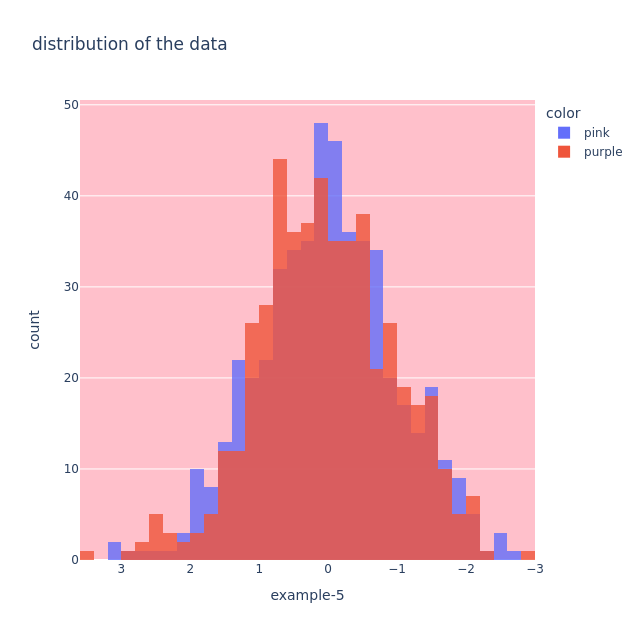 distribution of the data
color
pink
purple
50
40
30
20
10
0
count
3
2
1
0
−1
−2
−3
example-5